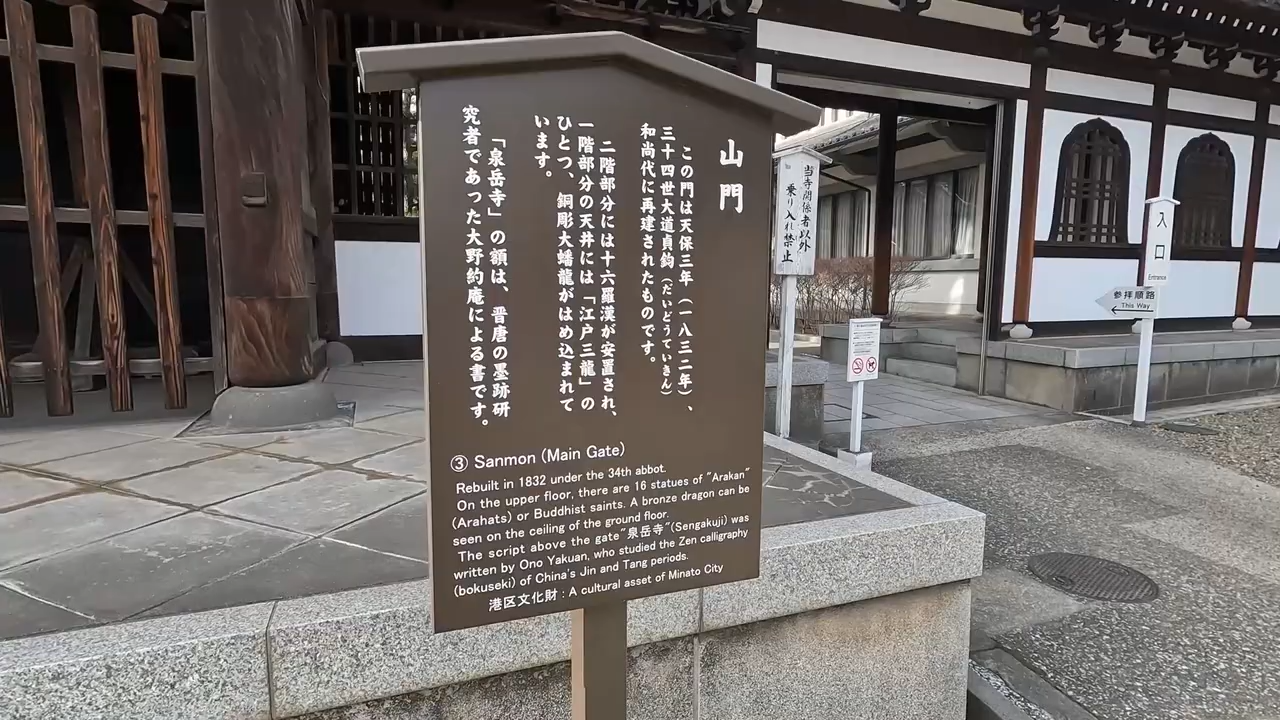 山門
この門は天保三年(一八三二年)、
三十四世大道貞鈞(だいどうていきん)
和尚代に再建されたものです。
二階部分には十六羅漢が安置され、
一階部分の天井には「江戸三龍」の
ひとつ、銅彫大蟠龍がはめ込まれて
います。
「泉岳寺」の額は、晋唐の墨跡研
究者であった大野約庵による書です。
③ Sanmon (Main Gate)
Rebuilt in 1832 under the 34th abbot.
On the upper floor, there are 16 statues of "Arakan"
(Arahats) or Buddhist saints. A bronze dragon can be
seen on the ceiling of the ground floor.
The script above the gate"泉岳寺"(Sengakuji) was
written by Ono Yakuan, who studied the Zen calligraphy
(bokuseki) of China's Jin and Tang periods.
港区文化財 : A cultural asset of Minato City
当寺関係者以外
乗り入れ禁止
入口
Entrance
参拝順路
This Way